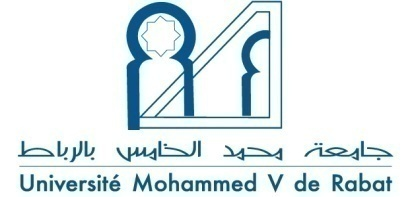 جامعة محمد الخامس بالرباط
Université Mohammed V de Rabat